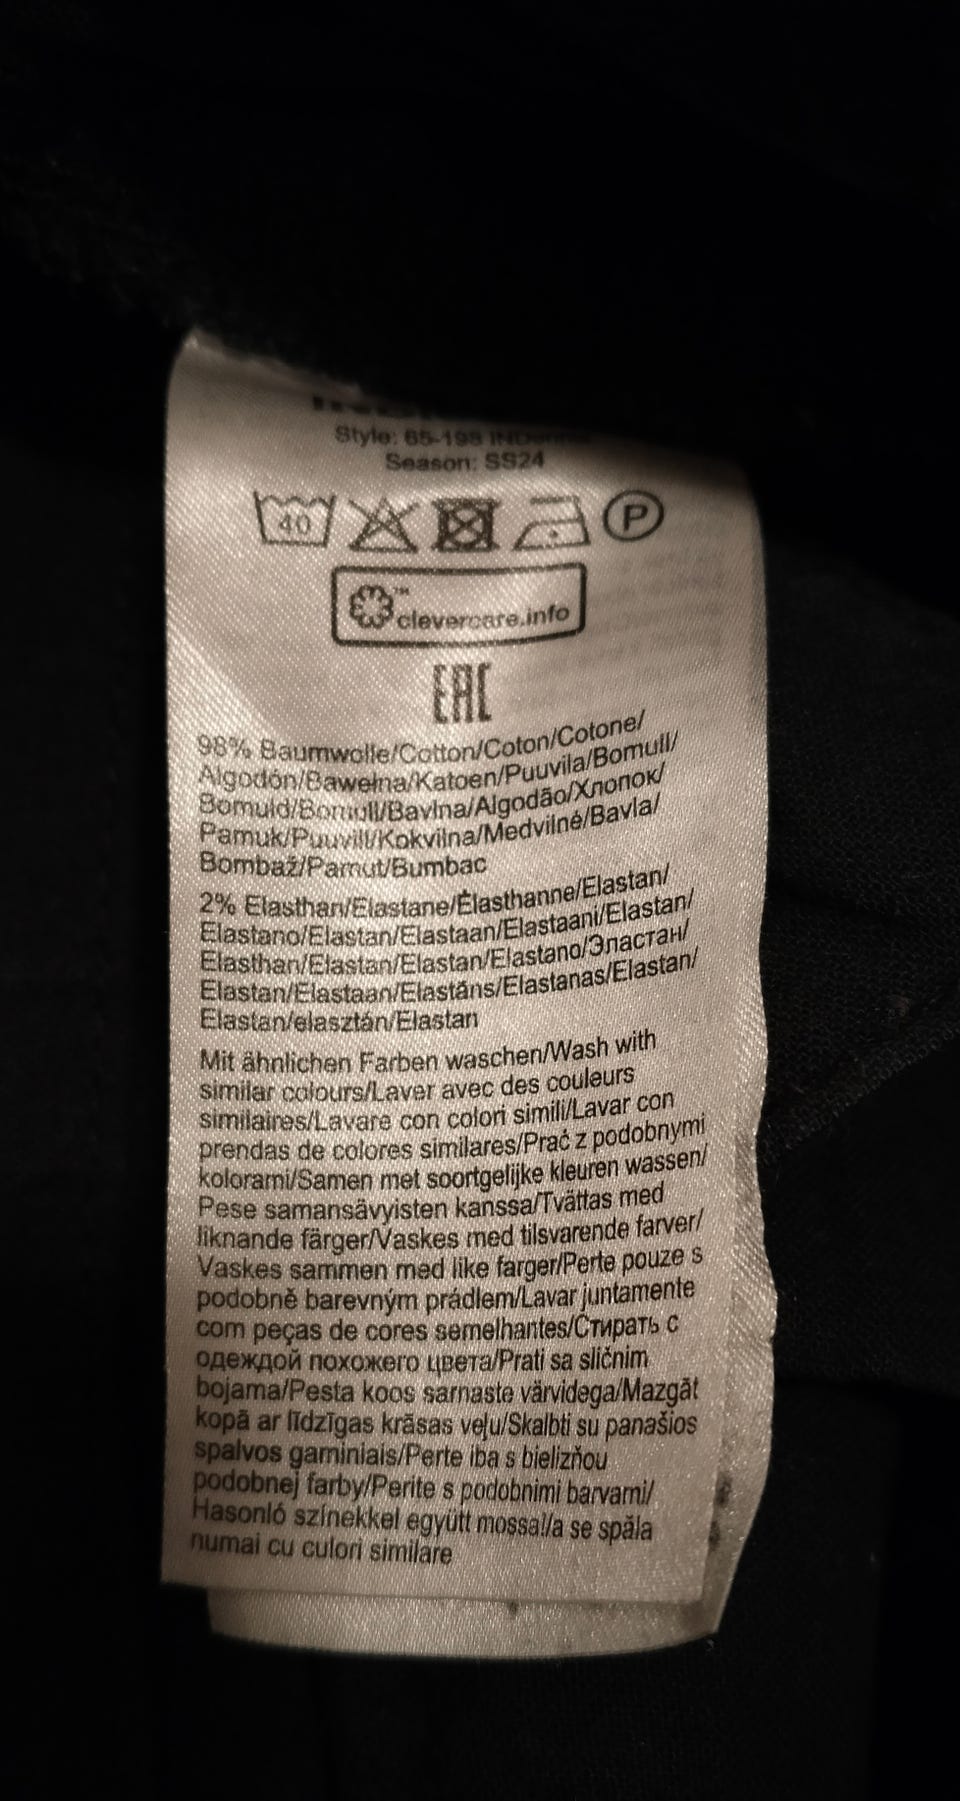 Style: 65-198
Season: SS24
40
P
™
clevercare.info
EAC
98% Baumwolle/Cotton/Coton/Cotone/
Algodón/Bawełna/Katoen/Puuvilla/Bomull/
Bomuld/Bomull/Bavlna/Algodão/Хлопок/
Pamuk/Puuvill/Kokvilna/Medvilnė/Bavla/
Bombaž/Pamut/Bumbac
2% Elasthan/Elastane/Élasthanne/Elastan/
Elastano/Elastan/Elastaan/Elastaani/Elastan/
Elasthan/Elastan/Elastan/Elastano/Эластан/
Elastan/Elastaan/Elastāns/Elastanas/Elastan/
Elastan/elasztán/Elastan
Mit ähnlichen Farben waschen/Wash with
similar colours/Laver avec des couleurs
similaires/Lavare con colori simili/Lavar con
prendas de colores similares/Prać z podobnymi
kolorami/Samen met soortgelijke kleuren wassen/
Pese samansävyisten kanssa/Tvättas med
liknande färger/Vaskes med tilsvarende farver/
Vaskes sammen med like farger/Perte pouze s
podobně barevným prádlem/Lavar juntamente
com peças de cores semelhantes/Стирать с
одеждой похожего цвета/Prati sa sličnim
bojama/Pesta koos sarnaste värvidega/Mazgāt
kopā ar līdzīgas krāsas veļu/Skalbti su panašios
spalvos gaminiais/Perte iba s bielizňou
podobnej farby/Perite s podobnimi barvami/
Hasonló színekkel együtt mossa!/a se spăla
numai cu culori similare